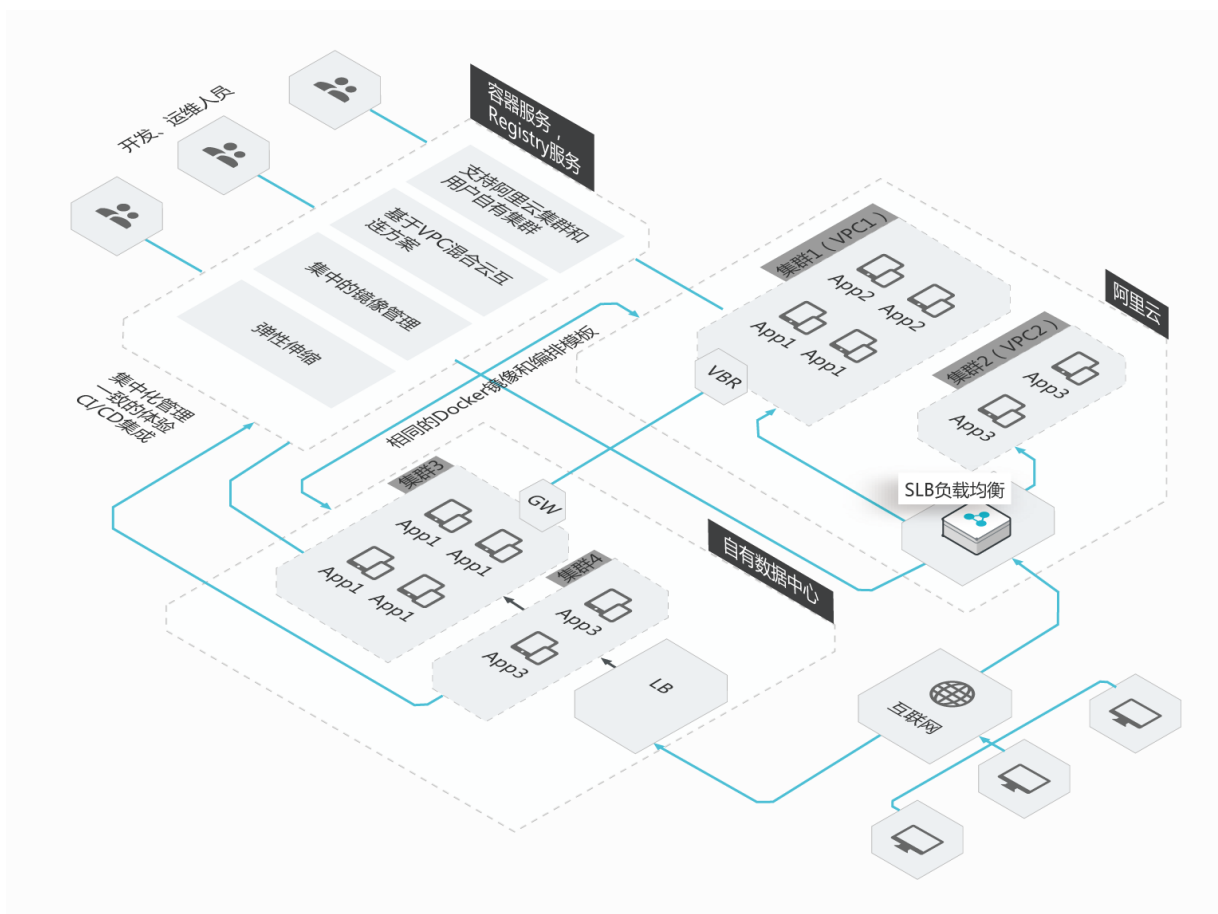 开发、运维人员
容器服务，
Registry服务
支持阿里云集群和
用户自有集群
基于VPC混合云互
连方案
集中的镜像管理
弹性伸缩
集中化管理
一致的体验
CI/CD集成
相同的Docker镜像和编排模板
阿里云
集群1（VPC1）
App2
App2
App1
App1
VBR
集群2（VPC2）
App3
App3
SLB负载均衡
自有数据中心
集群3
GW
App1
App1
App1
App1
集群4
App3
App3
LB
互联网